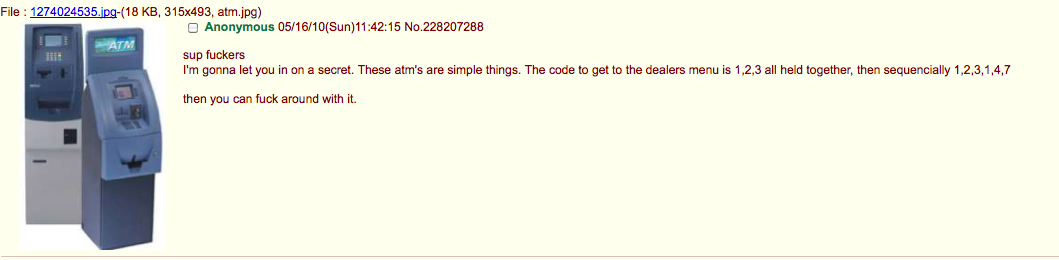 File : 1274024535.jpg-(18 KB, 315x493, atm.jpg)
Anonymous 05/16/10(Sun)11:42:15 No.228207288
ATM
sup fuckers
I'm gonna let you in on a secret. These atm's are simple things. The code to get to the dealers menu is 1,2,3 all held together, then sequencially 1,2,3,1,4,7
then you can fuck around with it.